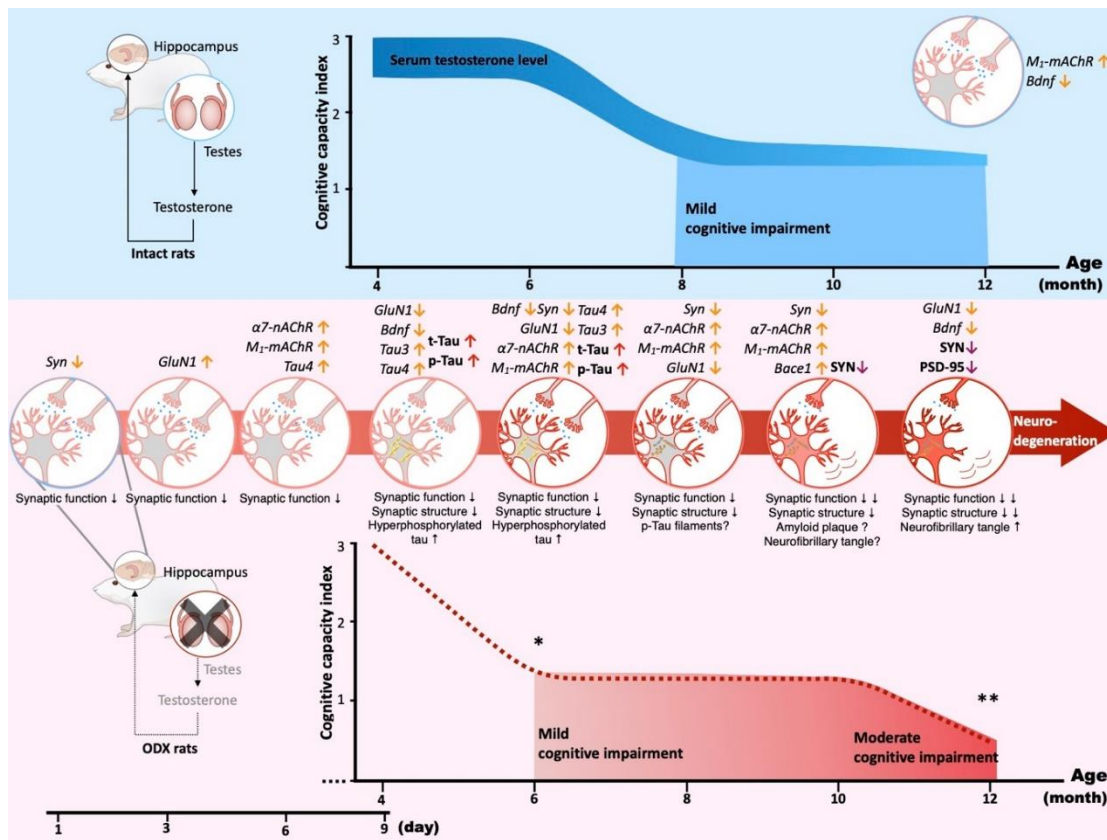 Hippocampus
Testes
Testosterone
Intact rats
Cognitive capacity index
3
2
1
Serum testosterone level
Mild
cognitive impairment
M₁-mAChR ↑
Bdnf ↓
4
6
8
10
12
Age
(month)
Syn ↓
GluN1 ↑
α7-nAChR ↑
M₁-mAChR ↑
Tau4 ↑
GluN1 ↓
Bdnf ↓
Tau3 ↑
Tau4 ↑
t-Tau ↑
p-Tau ↑
Bdnf ↓ Syn ↓ Tau4 ↑
GluN1 ↓ Tau3 ↑
α7-nAChR ↑ t-Tau ↑
M₁-mAChR ↑ p-Tau ↑
Syn ↓
α7-nAChR ↑
M₁-mAChR ↑
GluN1 ↓
Syn ↓
α7-nAChR ↑
M₁-mAChR ↑
Bace1 ↑ SYN ↓
GluN1 ↓
Bdnf ↓
SYN ↓
PSD-95 ↓
Neuro-
degeneration
Synaptic function ↓
Synaptic function ↓
Synaptic function ↓
Synaptic function ↓
Synaptic structure ↓
Hyperphosphorylated
tau ↑
Synaptic function ↓
Synaptic structure ↓
Hyperphosphorylated
tau ↑
Synaptic function ↓
Synaptic structure ↓
p-Tau filaments?
Synaptic function ↓ ↓
Synaptic structure ↓
Amyloid plaque ?
Neurofibrillary tangle?
Synaptic function ↓ ↓
Synaptic structure ↓ ↓
Neurofibrillary tangle ↑
Hippocampus
Testes
Testosterone
ODX rats
Cognitive capacity index
3
2
1
*
**
Mild
cognitive impairment
Moderate
cognitive impairment
4
6
8
10
12
Age
(month)
1
3
6
9 (day)